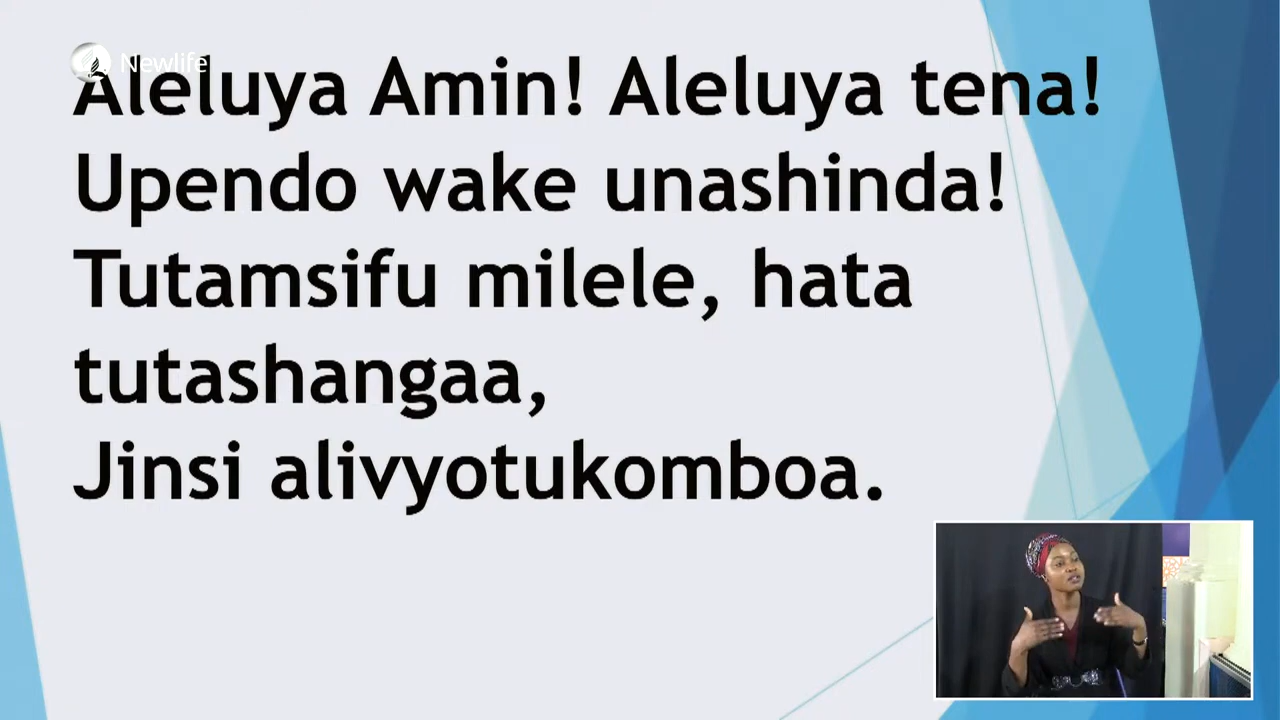 Newlife
Aleluya Amin! Aleluya tena!
Upendo wake unashinda!
Tutamsifu milele, hata
tutashangaa,
Jinsi alivyotukomboa.